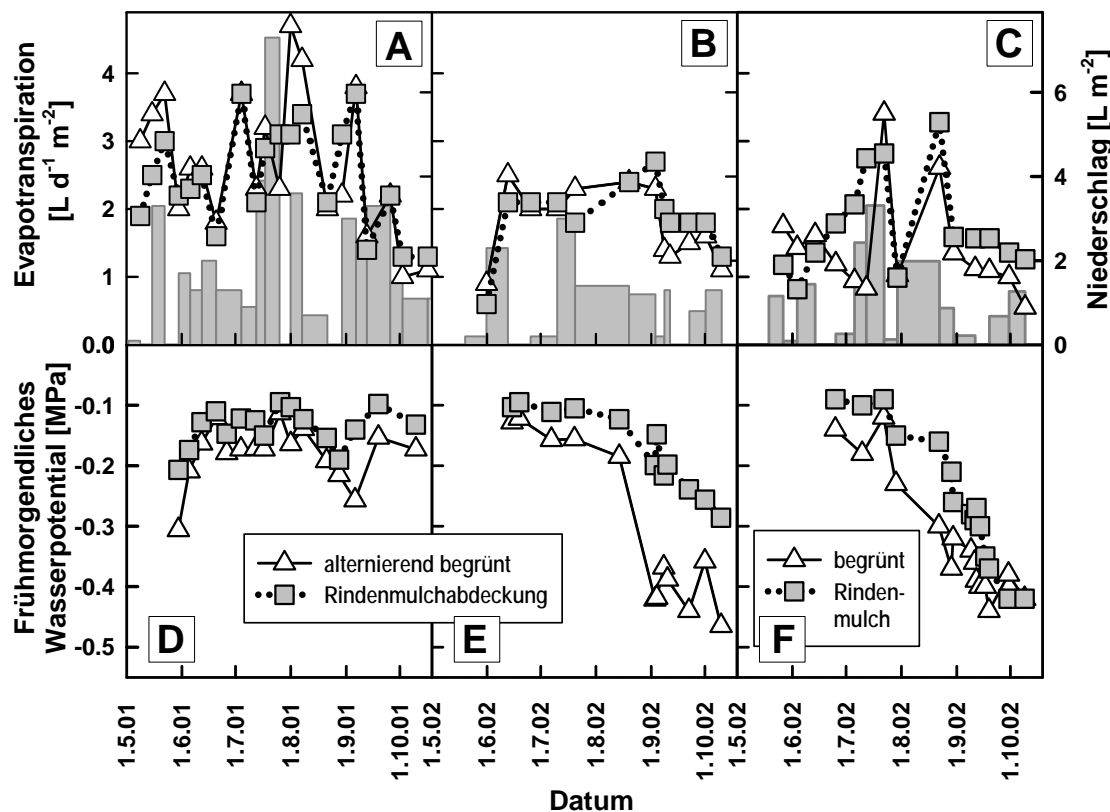 A
B
C
Evapotranspiration
[L d⁻¹ m⁻²]
4
3
2
1
0.0
Niederschlag [L m⁻²]
6
4
2
0
Frühmorgendliches
Wasserpotential [MPa]
-0.1
-0.2
-0.3
-0.4
-0.5
alternierend begrünt
Rindenmulchabdeckung
begrünt
Rinden-
mulch
D
E
F
1.5.01
1.6.01
1.7.01
1.8.01
1.9.01
1.10.01
1.5.02
1.6.02
1.7.02
1.8.02
1.9.02
1.10.02
1.5.02
1.6.02
1.7.02
1.8.02
1.9.02
1.10.02
Datum